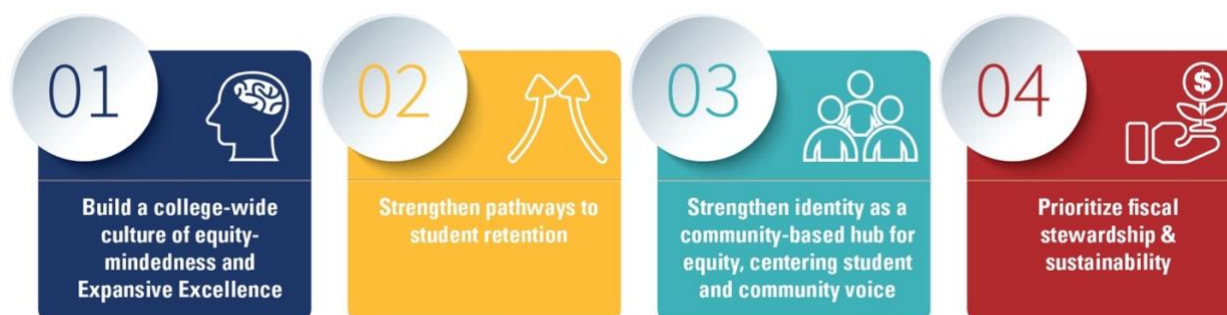 01
Build a college-wide
culture of equity-
mindedness and
Expansive Excellence
02
Strengthen pathways to
student retention
03
Strengthen identity as a
community-based hub for
equity, centering student
and community voice
04
$
Prioritize fiscal
stewardship &
sustainability